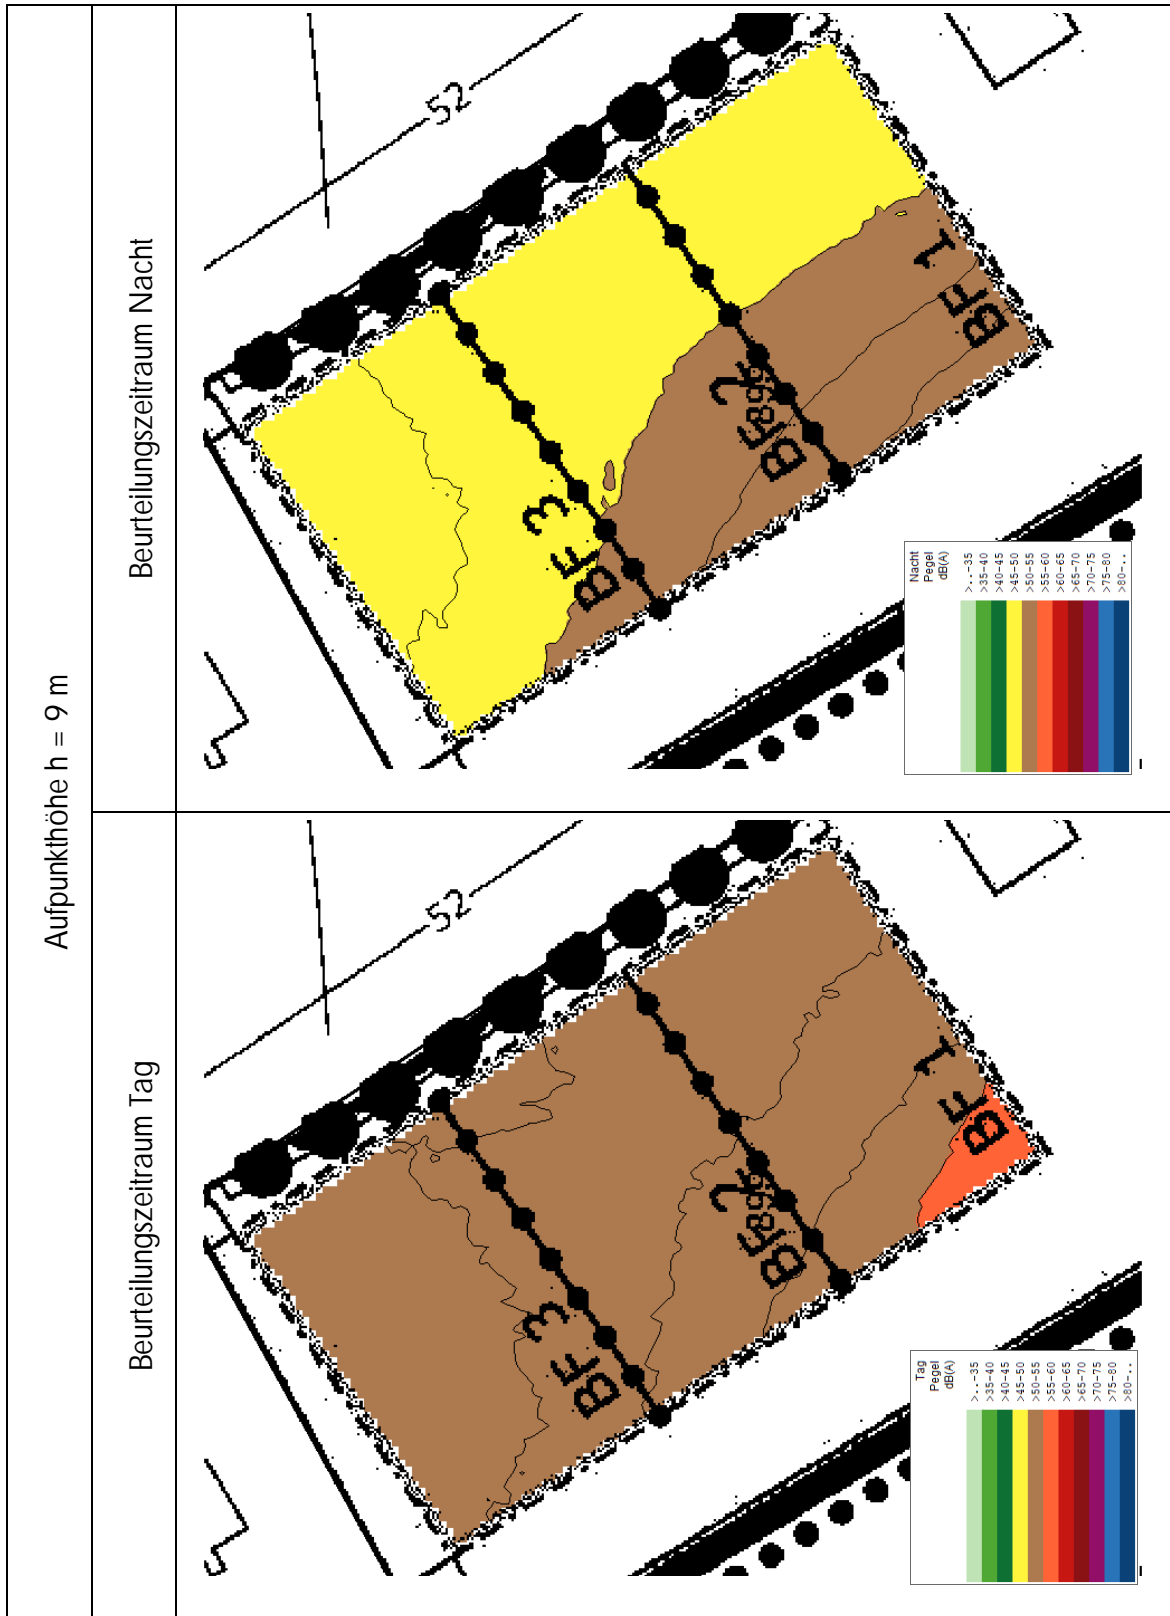 Aufpunkthöhe h = 9 m
Beurteilungszeitraum Tag
Beurteilungszeitraum Nacht
52
BF 3
BF 2
899
BF 1
Tag
Pegel
dB(A)
>..-35
>35-40
>40-45
>45-50
>50-55
>55-60
>60-65
>65-70
>70-75
>75-80
>80-..
52
BF 3
BF 2
899
BF 1
Nacht
Pegel
dB(A)
>..-35
>35-40
>40-45
>45-50
>50-55
>55-60
>60-65
>65-70
>70-75
>75-80
>80-..